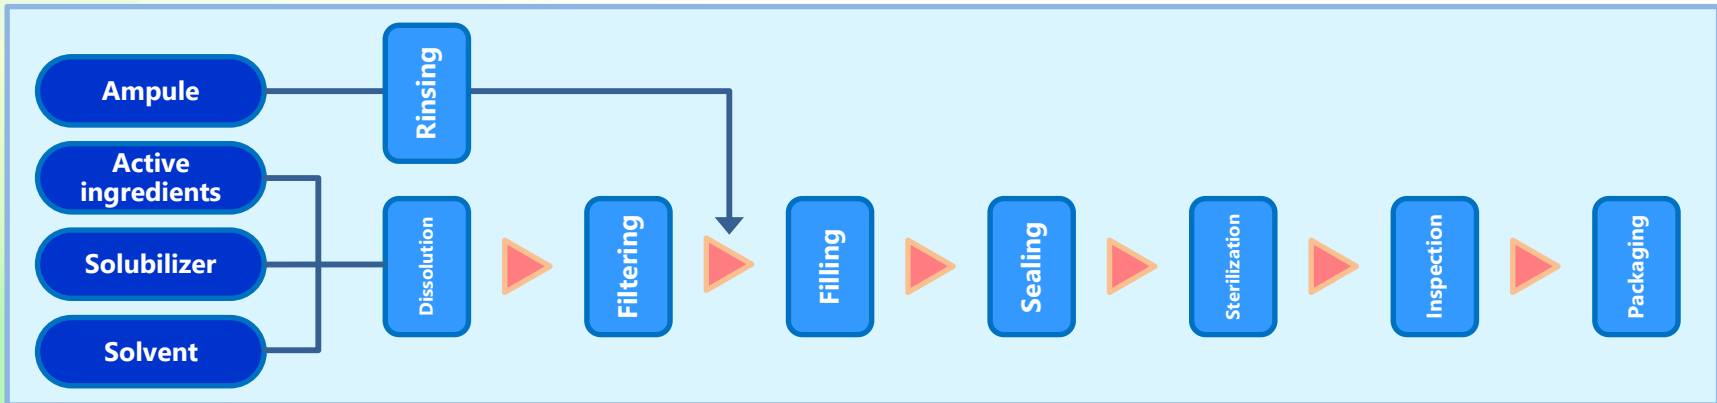 Ampule
Rinsing
Active
ingredients
Solubilizer
Solvent
Dissolution
Filtering
Filling
Sealing
Sterilization
Inspection
Packaging